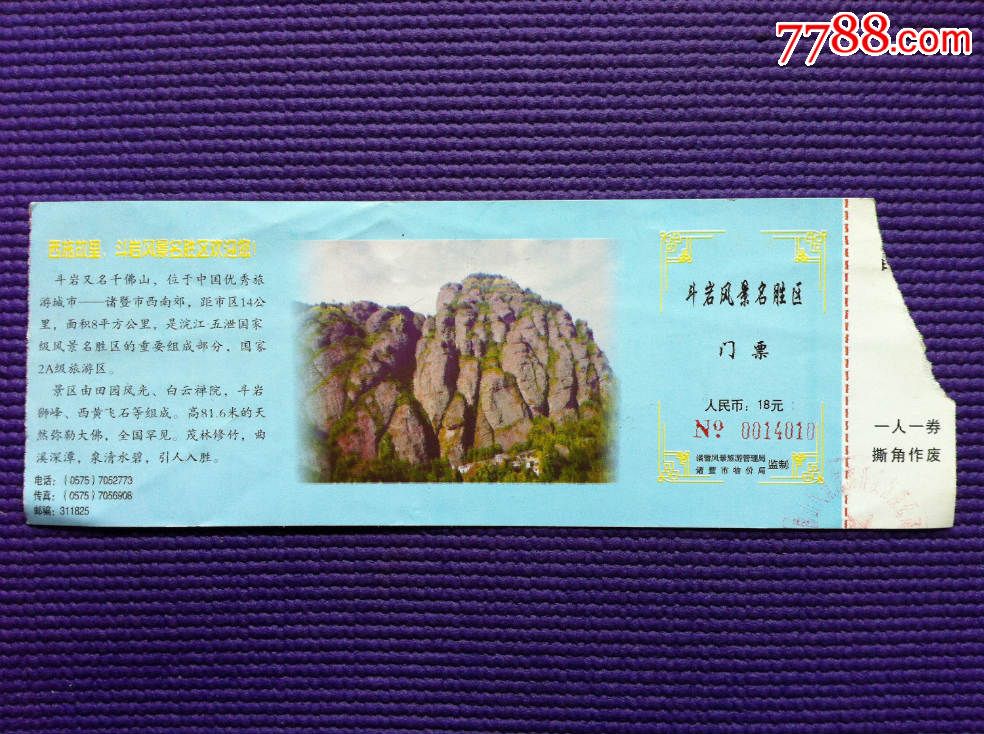 7788.com
西施故里，斗岩风景名胜区欢迎您！
斗岩又名千佛山，位于中国优秀旅
游城市——诸暨市西南郊，距市区14公
里，面积8平方公里，是浣江·五泄国家
级风景名胜区的重要组成部分，国家
2A级旅游区。
景区由田园风光、白云禅院，斗岩
狮峰、西黄飞石等组成。高81.6米的天
然弥勒大佛，全国罕见。茂林修竹，曲
溪深潭，泉清水碧，引人入胜。
电话：（0575）7052773
传真：（0575）7056908
邮编：311825
斗岩风景名胜区
门票
人民币：18元
No 0014010
诸暨风景旅游管理局
诸暨市物价局
监制
一人一券
撕角作废